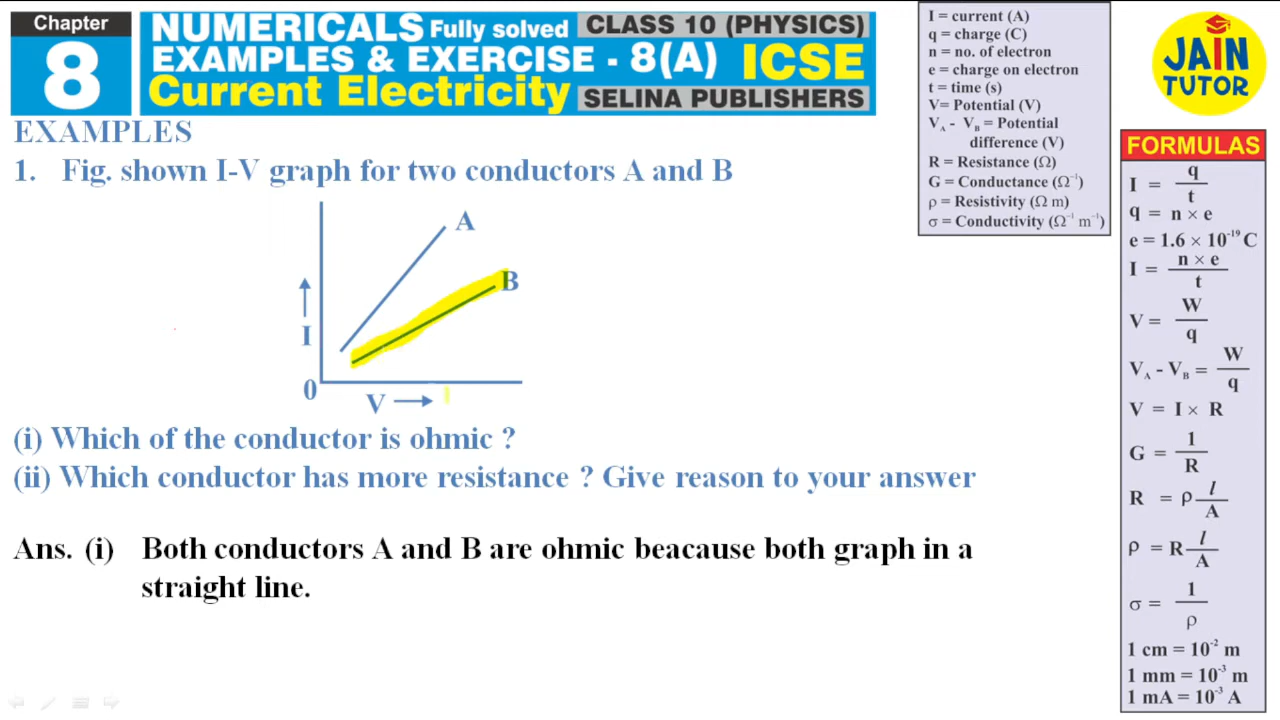 Chapter
8
NUMERICALS Fully solved
CLASS 10 (PHYSICS)
EXAMPLES & EXERCISE - 8(A) ICSE
Current Electricity
SELINA PUBLISHERS
I = current (A)
q = charge (C)
n = no. of electron
e = charge on electron
t = time (s)
V= Potential (V)
V_A - V_B = Potential
difference (V)
R = Resistance (Ω)
G = Conductance (Ω⁻¹)
ρ = Resistivity (Ω m)
σ = Conductivity (Ω⁻¹ m⁻¹)
JAIN
TUTOR
EXAMPLES
1. Fig. shown I-V graph for two conductors A and B
A
B
I
0
V
(i) Which of the conductor is ohmic ?
(ii) Which conductor has more resistance ? Give reason to your answer
Ans. (i) Both conductors A and B are ohmic beacause both graph in a
straight line.
FORMULAS
I = q/t
q = n × e
e = 1.6 × 10⁻¹⁹ C
I = n × e/t
V = W/q
V_A - V_B = W/q
V = I × R
G = 1/R
R = ρ l/A
ρ = R l/A
σ = 1/ρ
1 cm = 10⁻² m
1 mm = 10⁻³ m
1 mA = 10⁻³ A